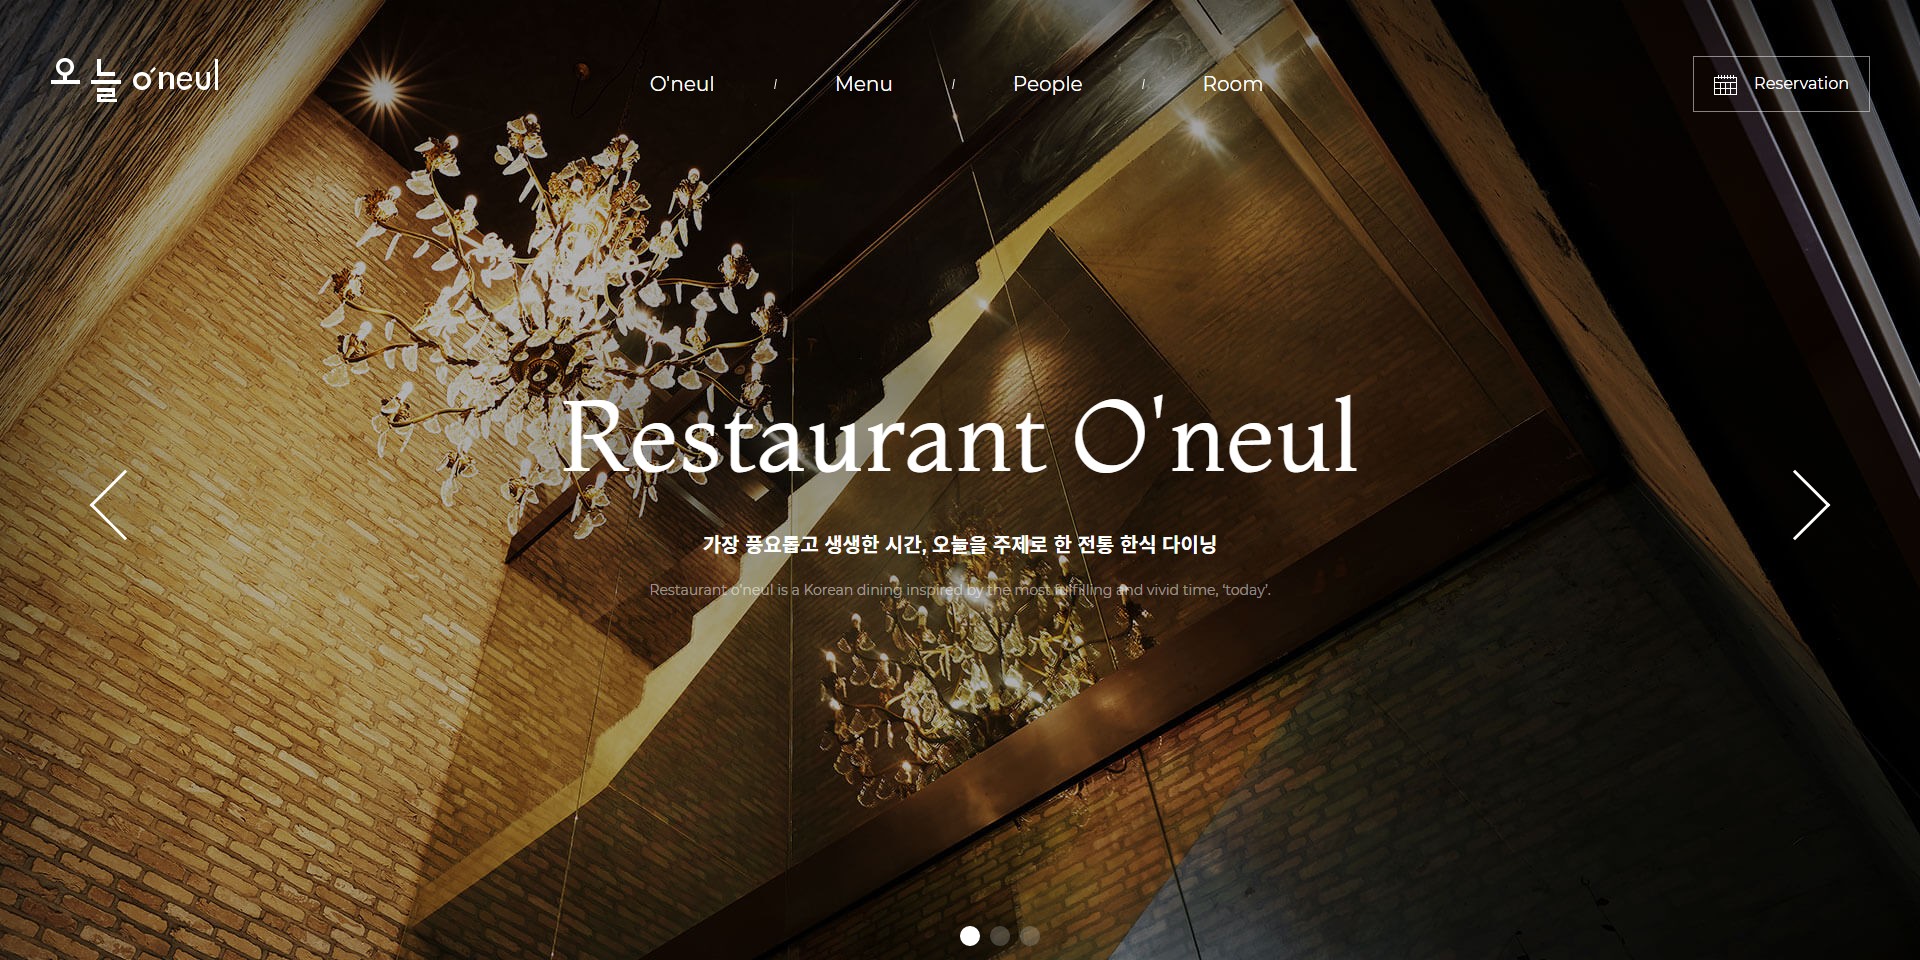 오늘 o'neul
O'neul / Menu / People / Room
Reservation
Restaurant O'neul
가장 풍요롭고 생생한 시간, 오늘을 주제로 한 전통 한식 다이닝
Restaurant o'neul is a Korean dining inspired by the most fulfilling and vivid time, ‘today’.